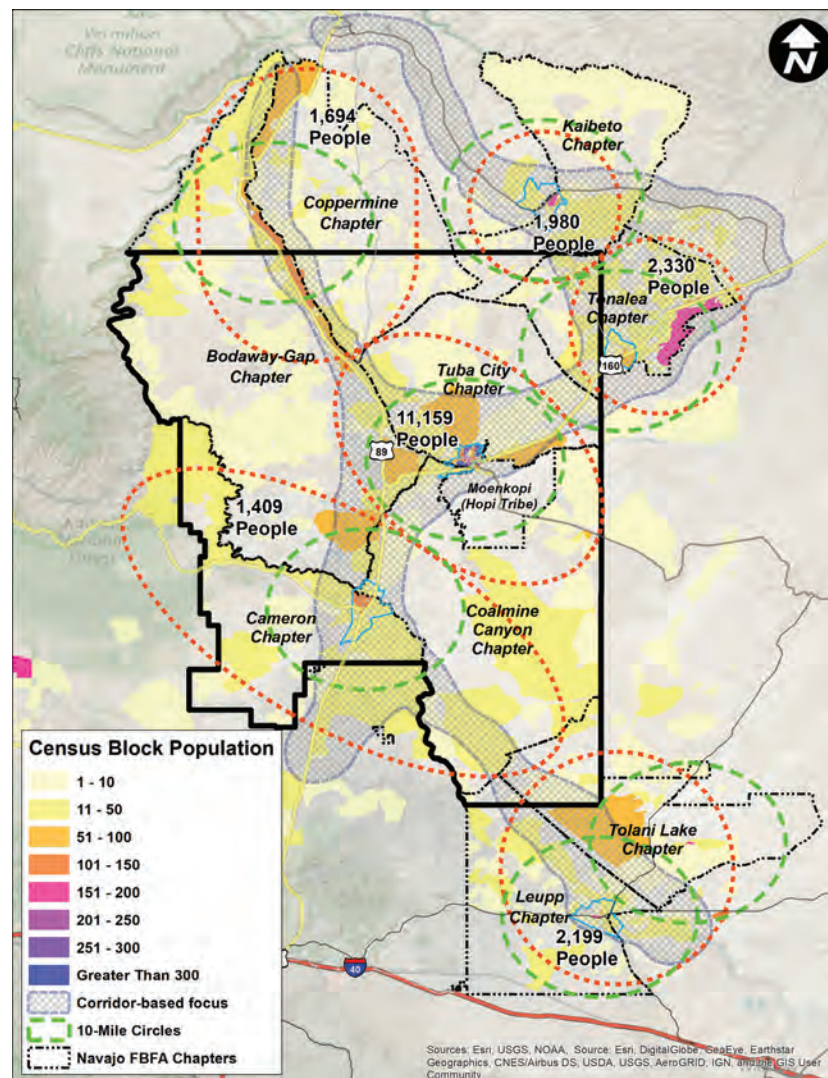 Vermilion
Cliffs National
Monument
N
1,694
People
Kaibeto
Chapter
Coppermine
Chapter
1,980
People
2,330
People
Tonalea
Chapter
160
Bodaway-Gap
Chapter
Tuba City
Chapter
11,159
People
89
Moenkopi
(Hopi Tribe)
1,409
People
Cameron
Chapter
Coalmine
Canyon
Chapter
Tolani Lake
Chapter
Leupp
Chapter
2,199
People
40
Census Block Population
1 - 10
11 - 50
51 - 100
101 - 150
151 - 200
201 - 250
251 - 300
Greater Than 300
Corridor-based focus
10-Mile Circles
Navajo FBFA Chapters
Sources: Esri, USGS, NOAA, Source: Esri, DigitalGlobe, GeoEye, Earthstar
Geographics, CNES/Airbus DS, USDA, USGS, AeroGRID, IGN, and the GIS User
Community